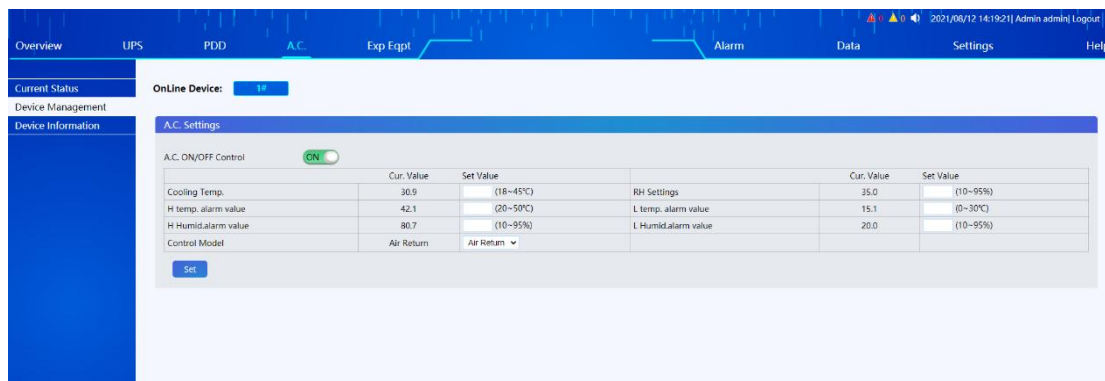 0 0 2021/08/12 14:19:21| Admin admin| Logout
Overview UPS PDD A.C. Exp Eqpt Alarm Data Settings Help
Current Status
Device Management
Device Information
OnLine Device: 1#
A.C. Settings
A.C. ON/OFF Control ON
Cur. Value Set Value Cur. Value Set Value
Cooling Temp. 30.9 (18~45℃) RH Settings 35.0 (10~95%)
H temp. alarm value 42.1 (20~50℃) L temp. alarm value 15.1 (0~30℃)
H Humid.alarm value 80.7 (10~95%) L Humid.alarm value 20.0 (10~95%)
Control Model Air Return Air Return
Set